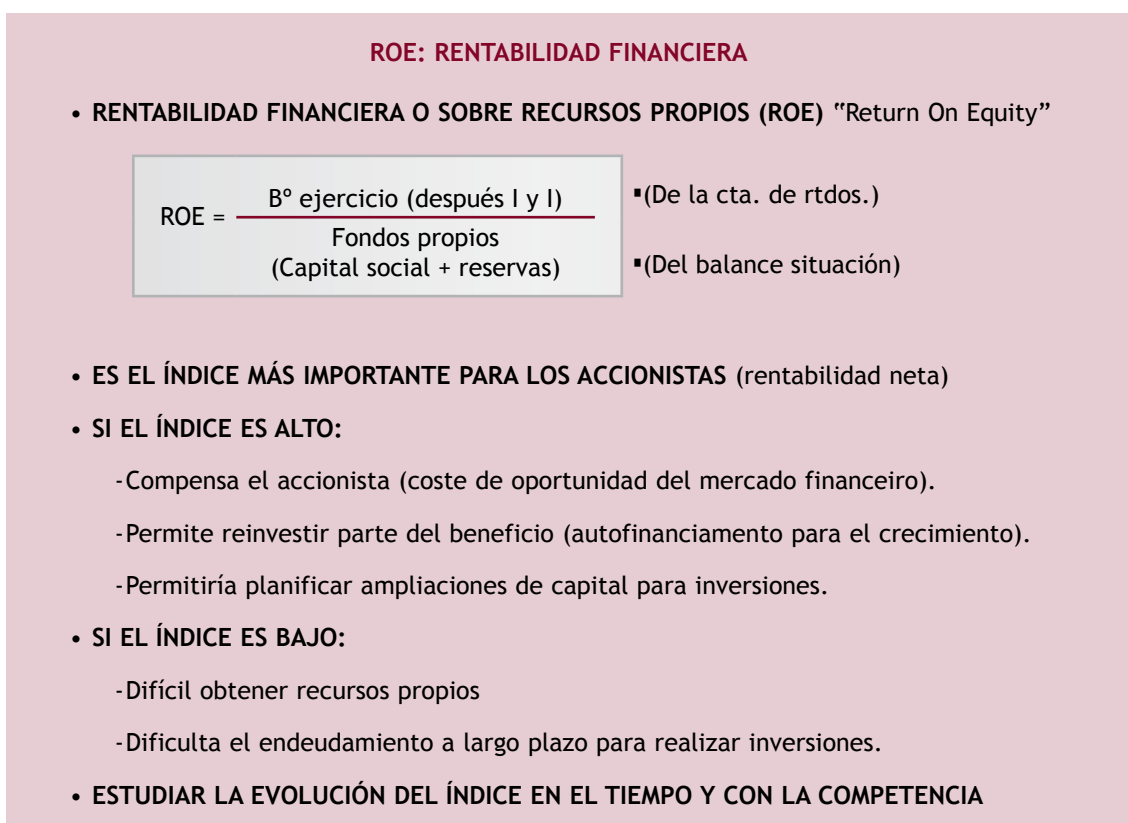 ROE: RENTABILIDAD FINANCIERA
• RENTABILIDAD FINANCIERA O SOBRE RECURSOS PROPIOS (ROE) “Return On Equity”
ROE =
Bº ejercicio (después I y I)
Fondos propios
(Capital social + reservas)
▪(De la cta. de rtdos.)
▪(Del balance situación)
• ES EL ÍNDICE MÁS IMPORTANTE PARA LOS ACCIONISTAS (rentabilidad neta)
• SI EL ÍNDICE ES ALTO:
-Compensa el accionista (coste de oportunidad del mercado financeiro).
-Permite reinvestir parte del beneficio (autofinanciamento para el crecimiento).
-Permitiría planificar ampliaciones de capital para inversiones.
• SI EL ÍNDICE ES BAJO:
-Difícil obtener recursos propios
-Dificulta el endeudamiento a largo plazo para realizar inversiones.
• ESTUDIAR LA EVOLUCIÓN DEL ÍNDICE EN EL TIEMPO Y CON LA COMPETENCIA